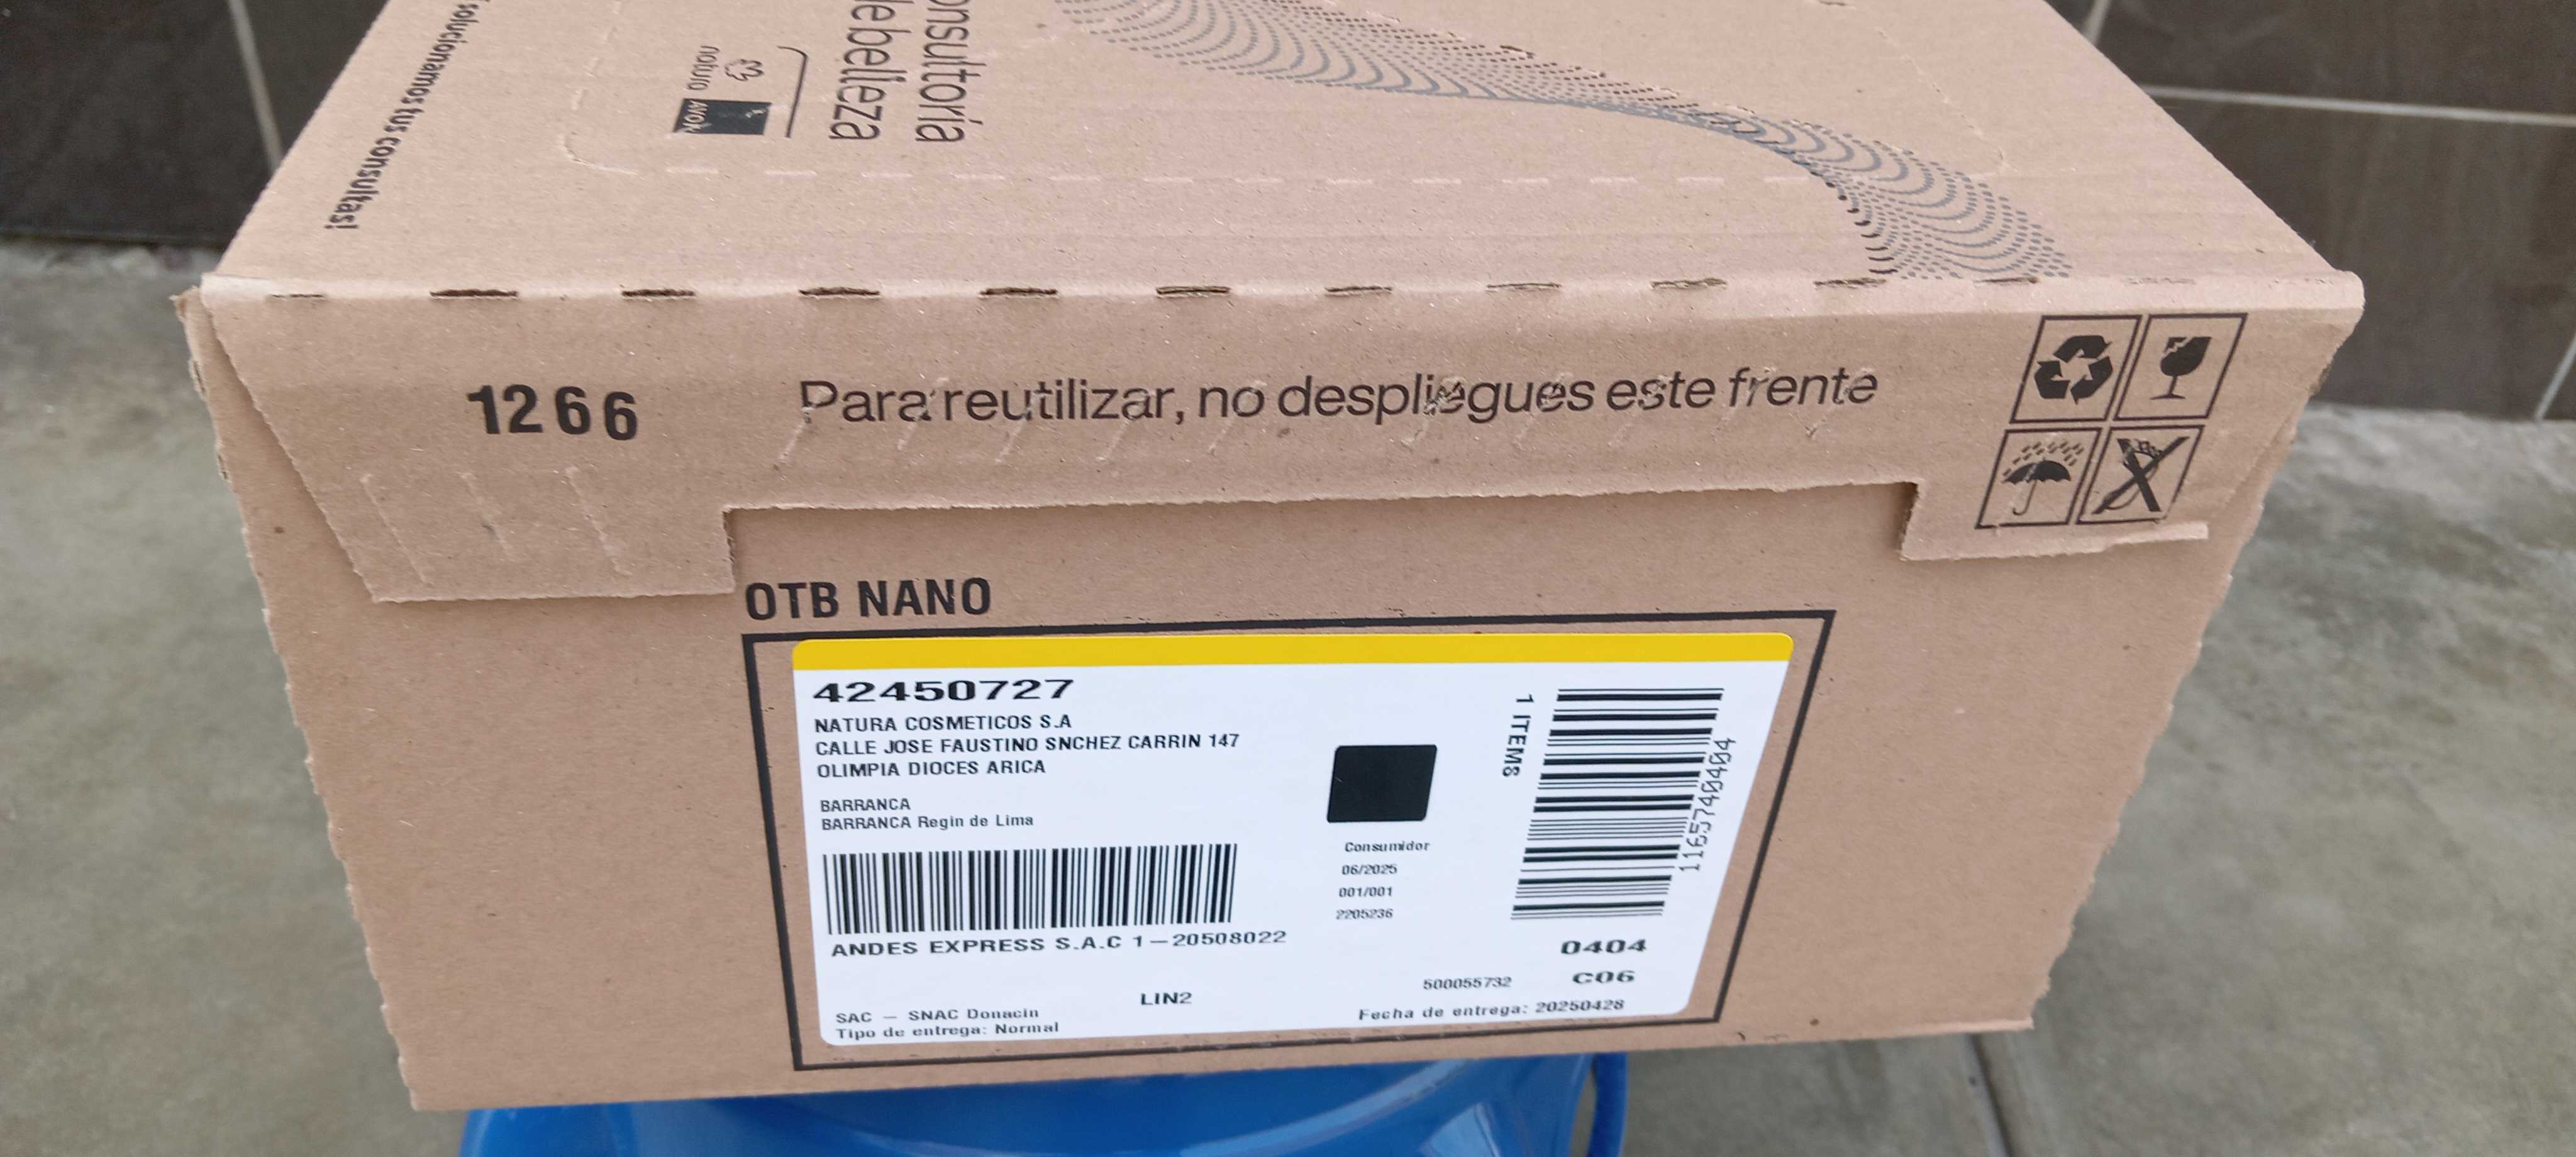 solucionamos tus consultas!
natura
AVON
onsultoría
de belleza
1266
Para reutilizar, no despliegues este frente
OTB NANO
42450727
NATURA COSMETICOS S.A
CALLE JOSE FAUSTINO SNCHEZ CARRIN 147
OLIMPIA DIOCES ARICA
BARRANCA
BARRANCA Regin de Lima
ANDES EXPRESS S.A.C 1-20508022
LIN2
SAC - SNAC Donacin
Tipo de entrega: Normal
Consumidor
06/2025
001/001
2205236
1 ITEMS
116574040404
0404
C06
500055732
Fecha de entrega: 20250428